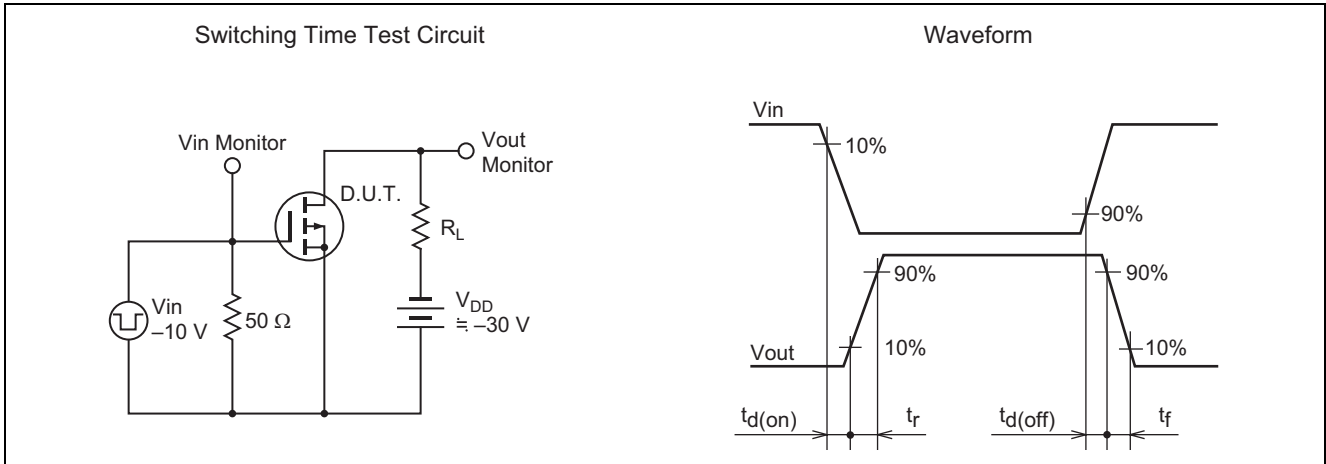 Switching Time Test Circuit
Vin Monitor
Vout
Monitor
D.U.T.
RL
Vin
–10 V
50 Ω
VDD
≒ –30 V
Waveform
Vin
10%
90%
90%
90%
Vout
10%
10%
td(on)
tr
td(off)
tf